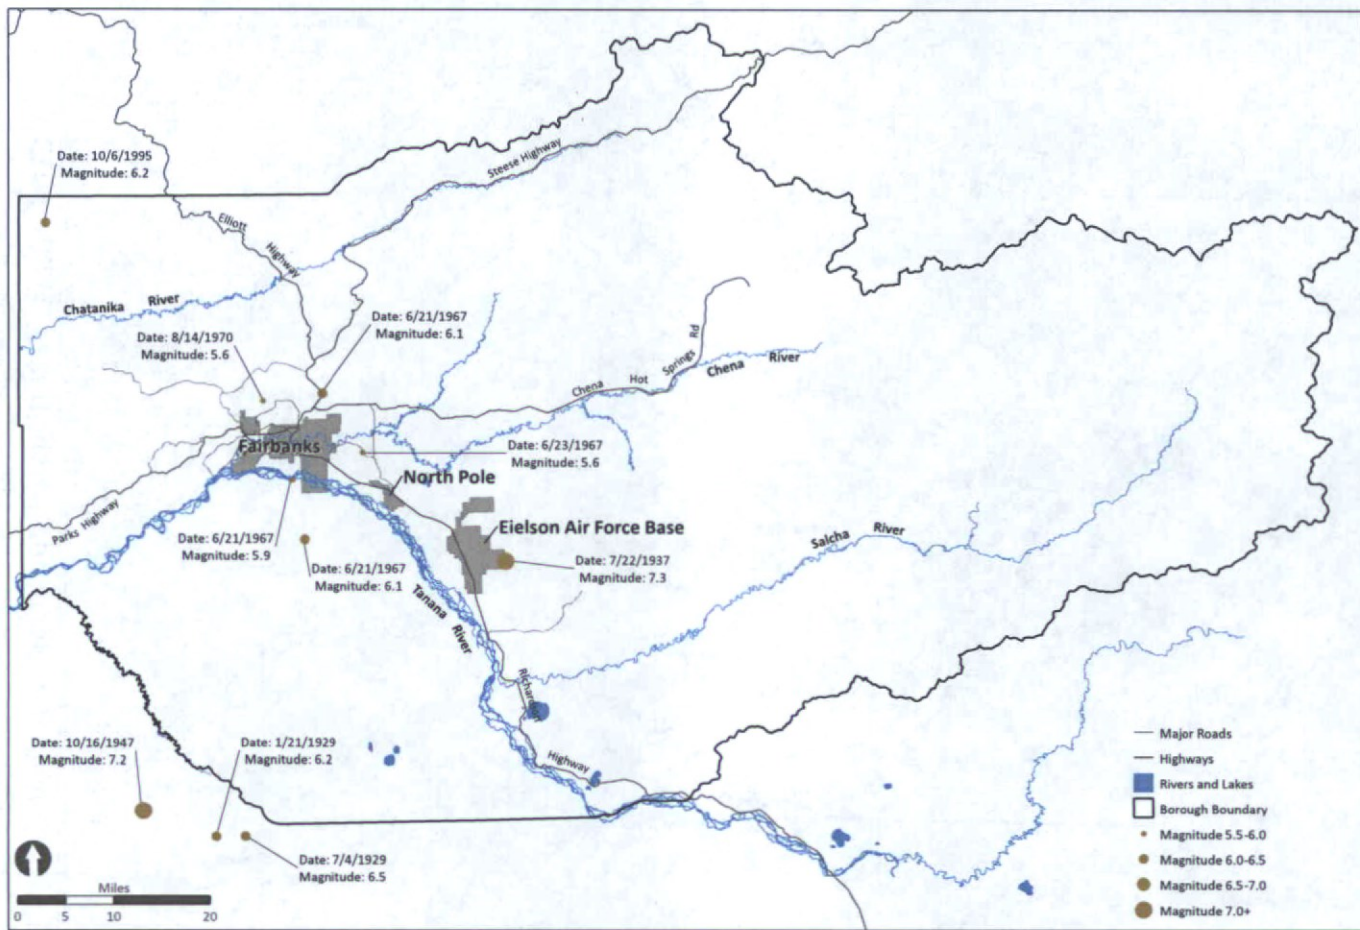 Steese Highway
Date: 10/6/1995
Magnitude: 6.2
Elliott
Highway
Chatanika River
Date: 6/21/1967
Magnitude: 6.1
Date: 8/14/1970
Magnitude: 5.6
Chena Hot Springs Rd
Chena River
Fairbanks
Date: 6/23/1967
Magnitude: 5.6
North Pole
Parks Highway
Eielson Air Force Base
Date: 6/21/1967
Magnitude: 5.9
Salcha River
Date: 6/21/1967
Magnitude: 6.1
Date: 7/22/1937
Magnitude: 7.3
Tanana River
Richardson
Highway
Date: 10/16/1947
Magnitude: 7.2
Date: 1/21/1929
Magnitude: 6.2
Date: 7/4/1929
Magnitude: 6.5
Miles
0 5 10 20
Major Roads
Highways
Rivers and Lakes
Borough Boundary
Magnitude 5.5-6.0
Magnitude 6.0-6.5
Magnitude 6.5-7.0
Magnitude 7.0+